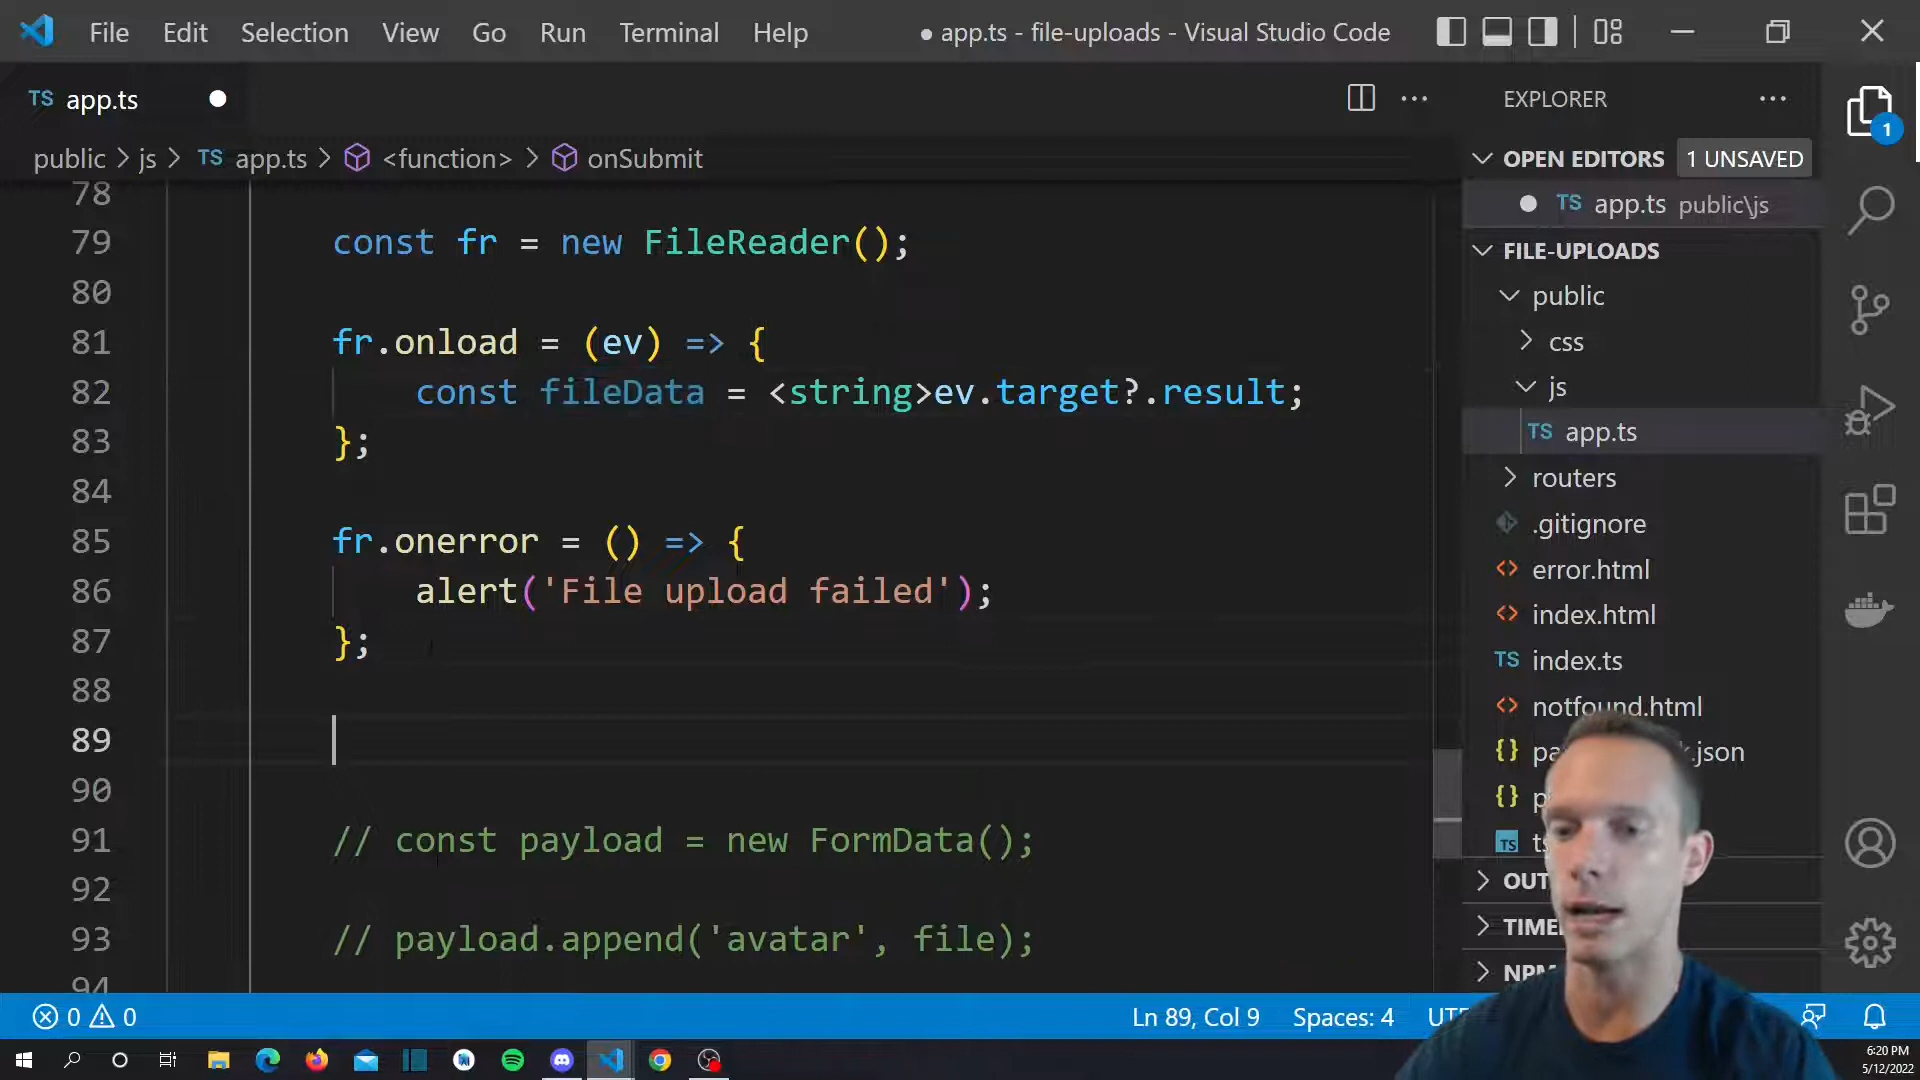 File Edit Selection View Go Run Terminal Help ● app.ts - file-uploads - Visual Studio Code
TS app.ts
public > js > TS app.ts > <function> > onSubmit
78
79 const fr = new FileReader();
80
81 fr.onload = (ev) => {
82 const fileData = <string>ev.target?.result;
83 };
84
85 fr.onerror = () => {
86 alert('File upload failed');
87 };
88
89
90
91 // const payload = new FormData();
92
93 // payload.append('avatar', file);
94
EXPLORER
OPEN EDITORS 1 UNSAVED
TS app.ts public\js
FILE-UPLOADS
public
css
js
TS app.ts
routers
.gitignore
error.html
index.html
TS index.ts
notfound.html
.json
TS
1
0 0 Ln 89, Col 9 Spaces: 4
6:20 PM
5/12/2022